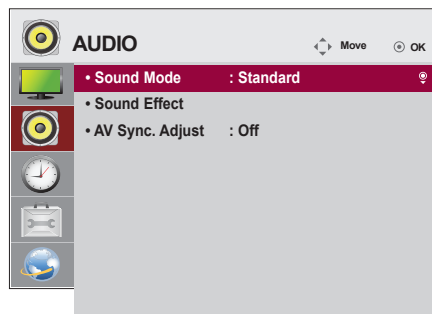 AUDIO
Move
OK
• Sound Mode : Standard
• Sound Effect
• AV Sync. Adjust : Off